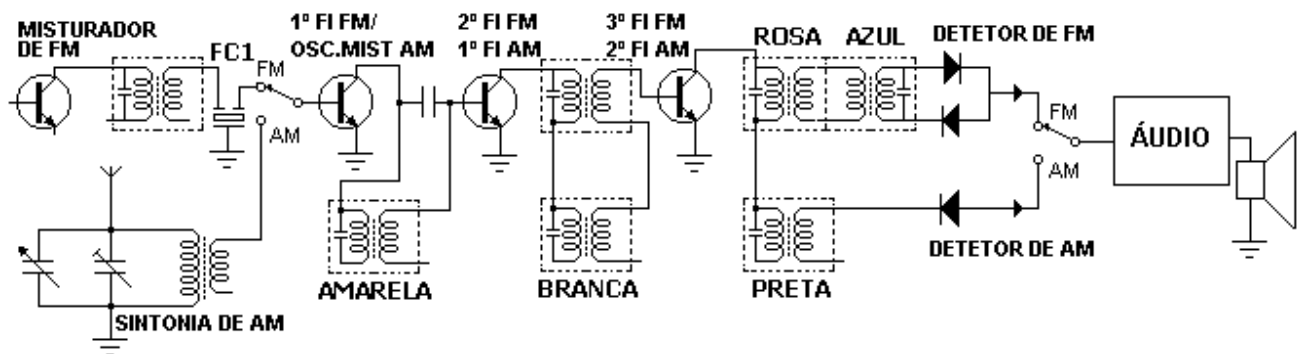 MISTURADOR
DE FM
FC1
FM
AM
1º FI FM/
OSC.MIST AM
2º FI FM
1º FI AM
3º FI FM
2º FI AM
ROSA
AZUL
DETETOR DE FM
FM
AM
ÁUDIO
DETETOR DE AM
SINTONIA DE AM
AMARELA
BRANCA
PRETA